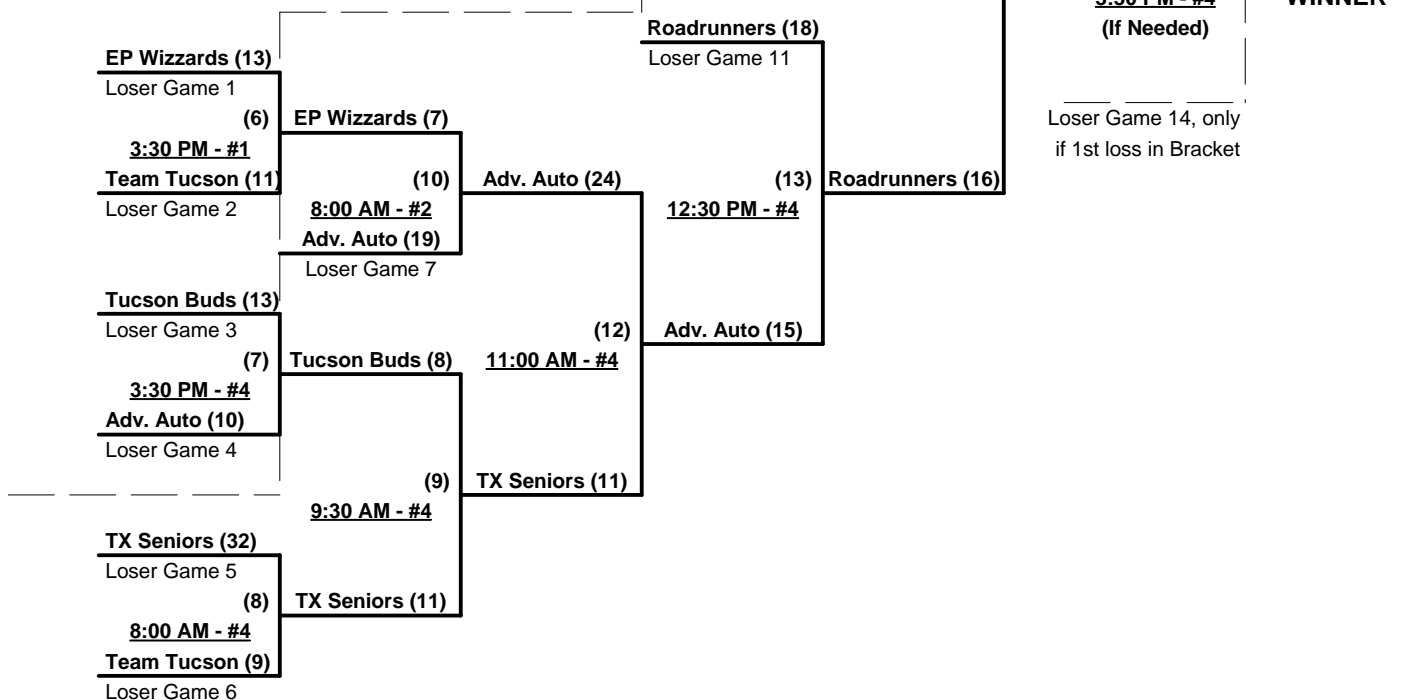 3:30 PM - #4
WINNER
(If Needed)
Roadrunners (18)
Loser Game 11
EP Wizzards (13)
Loser Game 1
(6)
3:30 PM - #1
EP Wizzards (7)
Team Tucson (11)
Loser Game 2
(10)
8:00 AM - #2
Adv. Auto (24)
Adv. Auto (19)
Loser Game 7
(13)
12:30 PM - #4
Roadrunners (16)
Loser Game 14, only
if 1st loss in Bracket
Tucson Buds (13)
Loser Game 3
(7)
3:30 PM - #4
Tucson Buds (8)
Adv. Auto (10)
Loser Game 4
(12)
11:00 AM - #4
Adv. Auto (15)
(9)
9:30 AM - #4
TX Seniors (11)
TX Seniors (32)
Loser Game 5
(8)
8:00 AM - #4
TX Seniors (11)
Team Tucson (9)
Loser Game 6